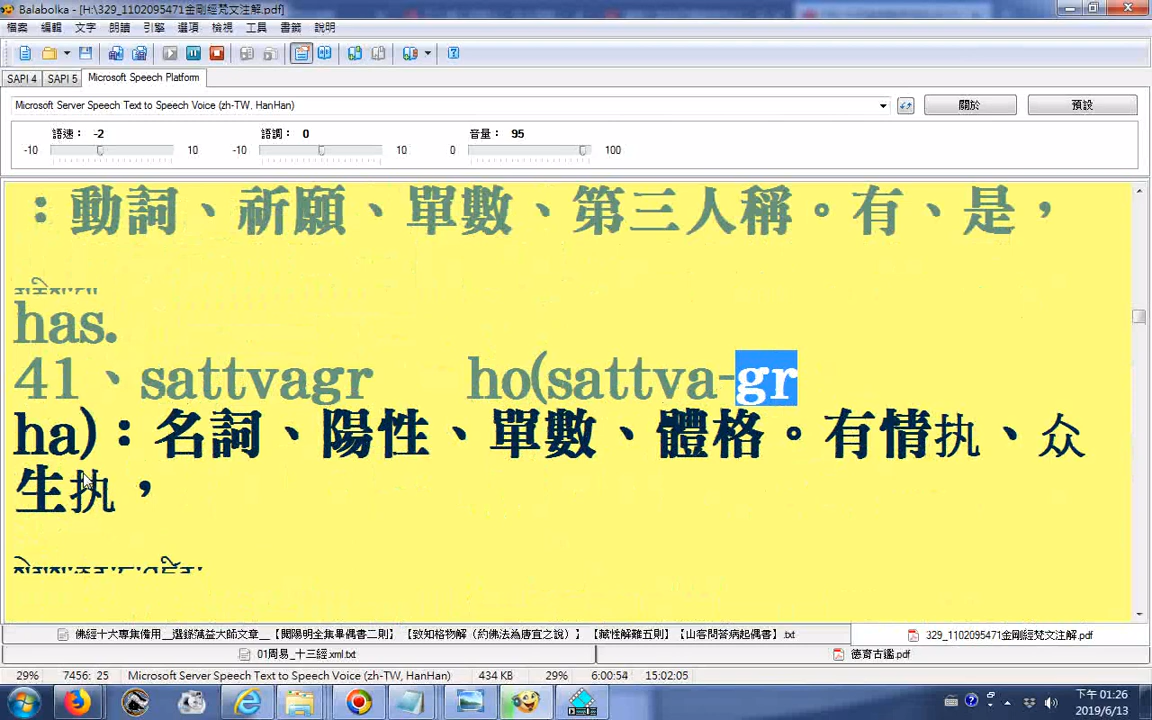 Balabolka - [H:\329_1102095471金剛經梵文注解.pdf]
檔案 編輯 文字 朗讀 引擎 選項 檢視 工具 書籤 說明
SAPI 4 SAPI 5 Microsoft Speech Platform
Microsoft Server Speech Text to Speech Voice (zh-TW, HanHan) 關於 預設
語速： -2 語調： 0 音量： 95
-10 10 -10 10 0 100
：動詞、祈願、單數、第三人稱。有、是，
has.
41、sattvagr ho(sattva-gr
ha)：名詞、陽性、單數、體格。有情执、众
生执，
佛經十大專集備用__選錄蕅益大師文章__【閱陽明全集畢偶書二則】【致知格物解（約佛法為唐宜之說）】【藏性解難五則】【山客問答病起偶書】.txt 329_1102095471金剛經梵文注解.pdf
01周易_十三經.xml.txt 德育古鑑.pdf
29% 7456: 25 Microsoft Server Speech Text to Speech Voice (zh-TW, HanHan) 434 KB 29% 6:00:54 15:02:05
下午 01:26
2019/6/13